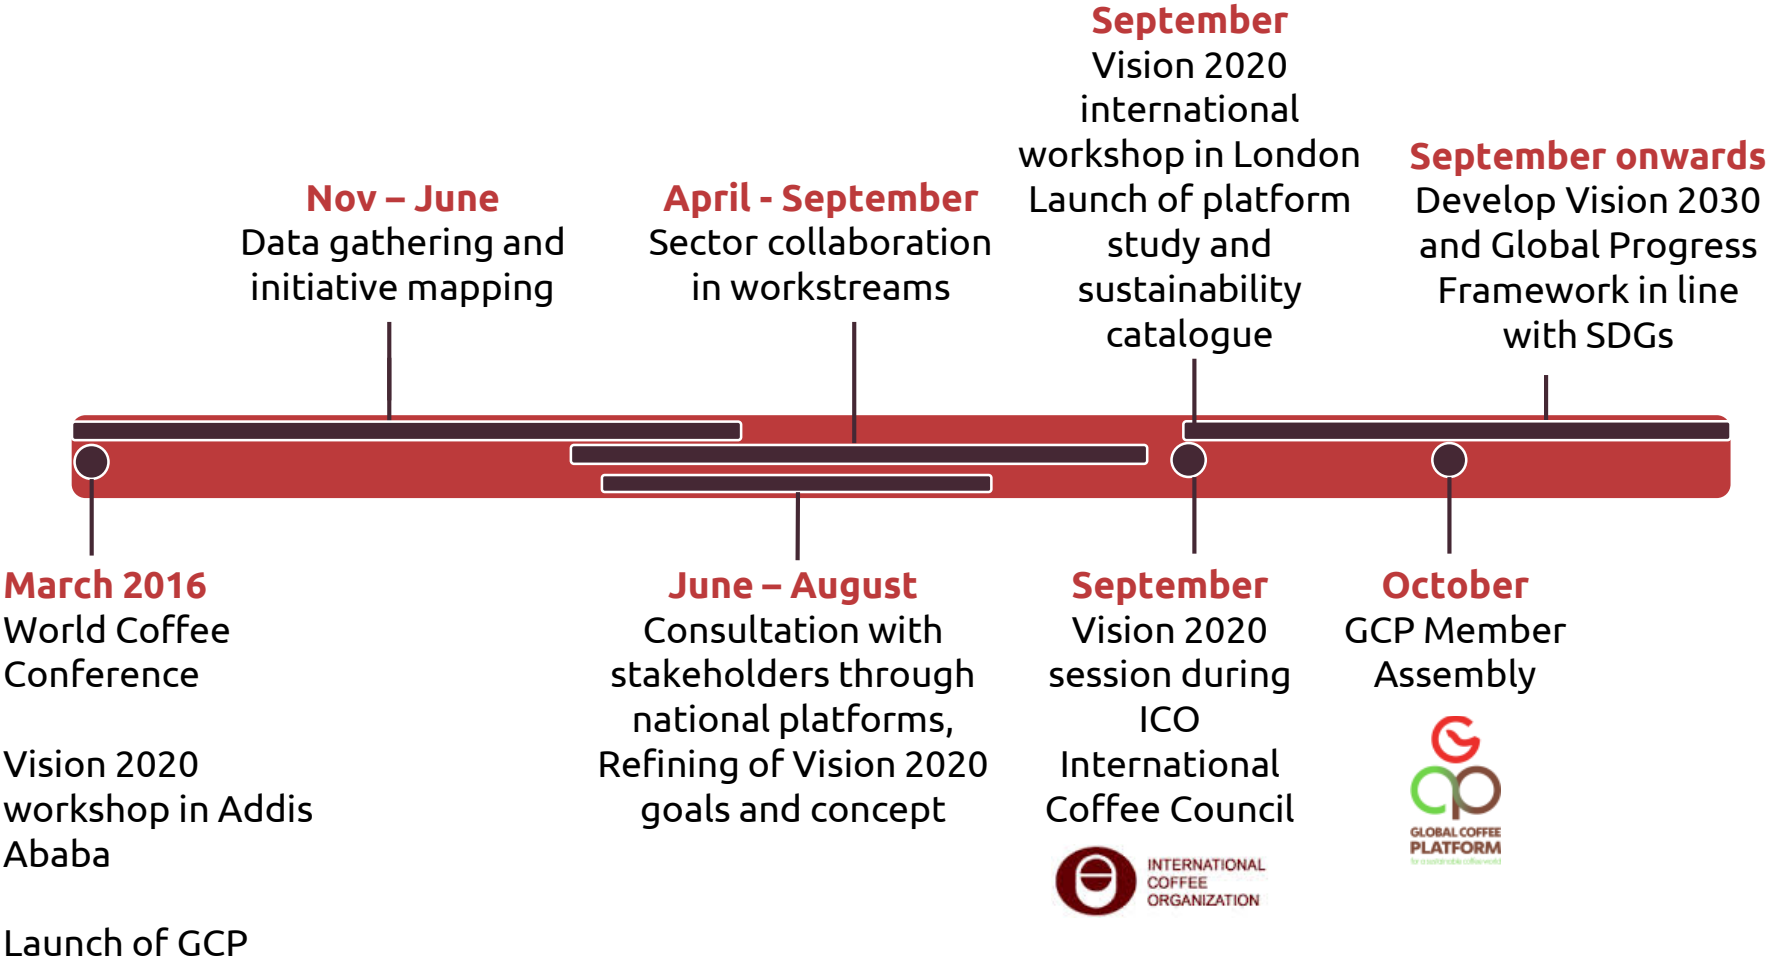 September
Vision 2020
international
workshop in London
Launch of platform
study and
sustainability
catalogue
September onwards
Develop Vision 2030
and Global Progress
Framework in line
with SDGs
Nov – June
Data gathering and
initiative mapping
April - September
Sector collaboration
in workstreams
March 2016
World Coffee
Conference
Vision 2020
workshop in Addis
Ababa
Launch of GCP
June – August
Consultation with
stakeholders through
national platforms,
Refining of Vision 2020
goals and concept
September
Vision 2020
session during
ICO
International
Coffee Council
INTERNATIONAL
COFFEE
ORGANIZATION
October
GCP Member
Assembly
GLOBAL COFFEE
PLATFORM
for a sustainable coffee world